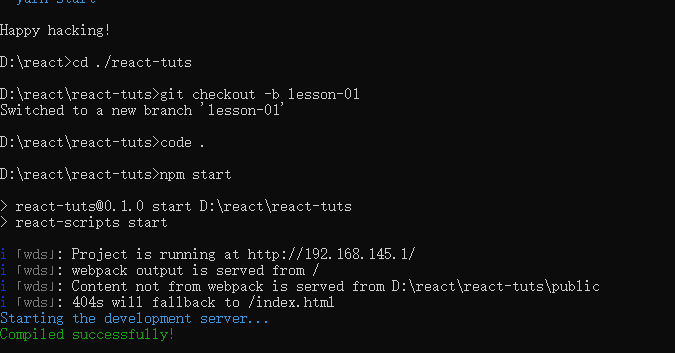 yarn start
Happy hacking!
D:\react>cd ./react-tuts
D:\react\react-tuts>git checkout -b lesson-01
Switched to a new branch 'lesson-01'
D:\react\react-tuts>code .
D:\react\react-tuts>npm start
> react-tuts@0.1.0 start D:\react\react-tuts
> react-scripts start
i ｢wds｣: Project is running at http://192.168.145.1/
i ｢wds｣: webpack output is served from /
i ｢wds｣: Content not from webpack is served from D:\react\react-tuts\public
i ｢wds｣: 404s will fallback to /index.html
Starting the development server...
Compiled successfully!